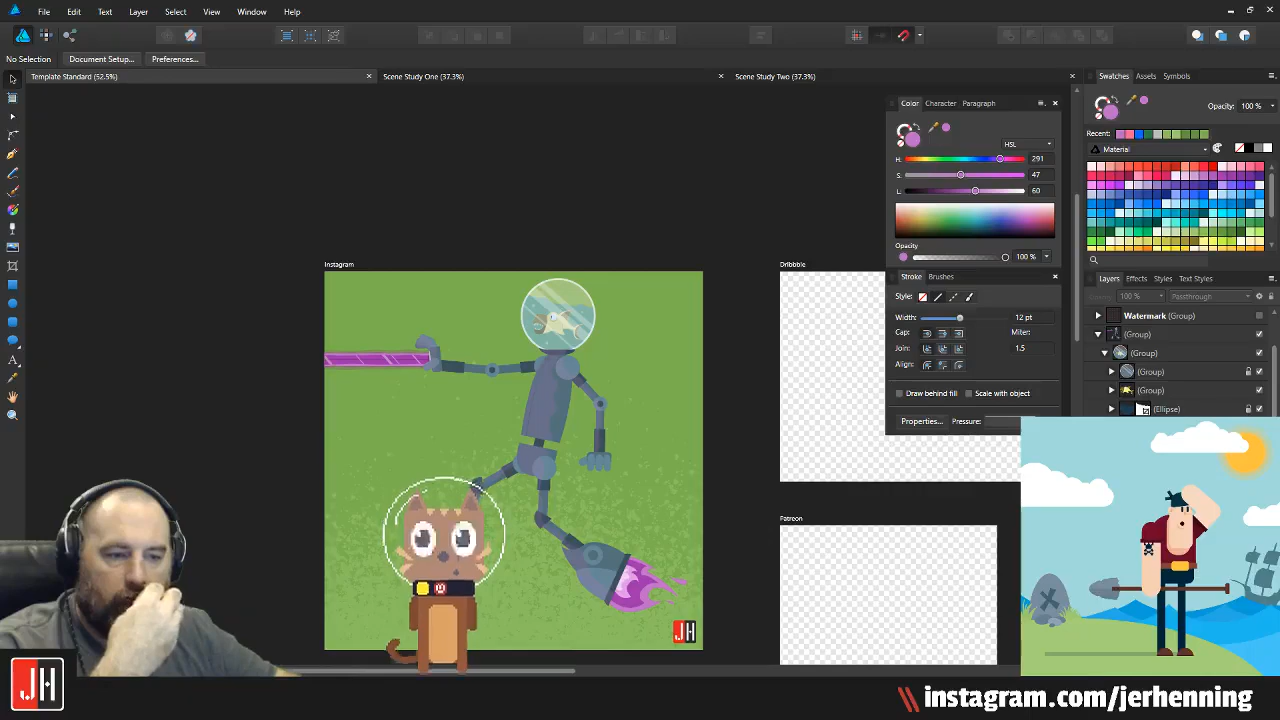 File Edit Text Layer Select View Window Help
No Selection Document Setup... Preferences...
Template Standard (52.5%) Scene Study One (37.3%) Scene Study Two (37.3%)
Swatches Assets Symbols
Opacity: 100 %
Recent:
Material
Color Character Paragraph
HSL
H: 291
S: 47
L: 60
Opacity
100 %
Stroke Brushes
Style:
Width: 12 pt
Cap: Miter:
Join: 1.5
Align:
Draw behind fill Scale with object
Properties... Pressure:
Layers Effects Styles Text Styles
100 % Passthrough
Watermark (Group)
(Group)
(Group)
(Group)
(Group)
(Ellipse)
Instagram
Dribbble
Patreon
JH
JH
instagram.com/jerhenning